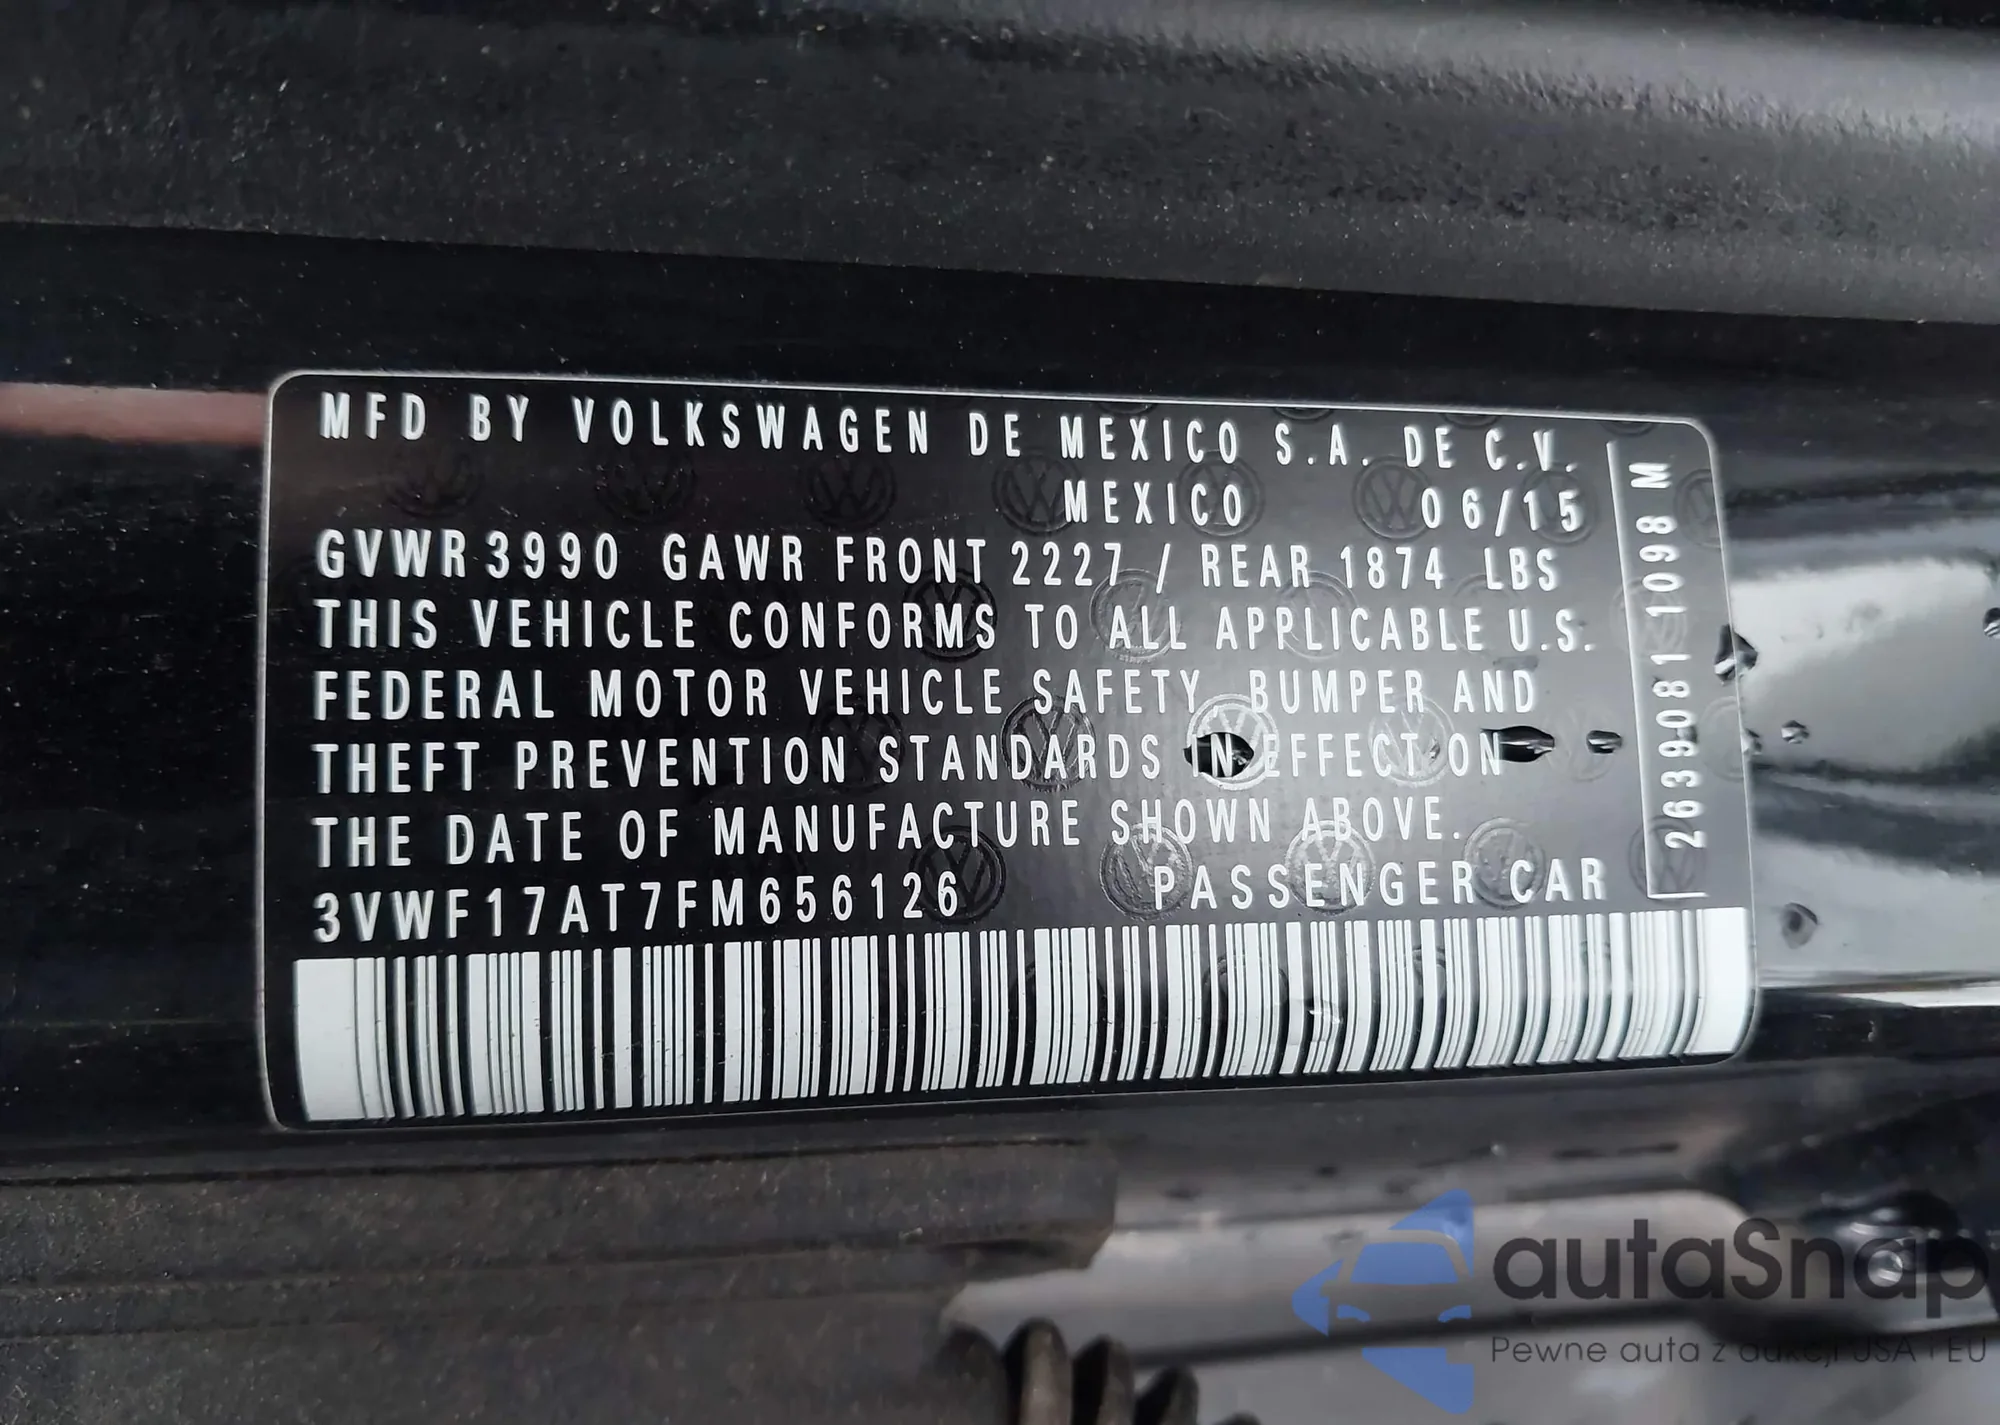 MFD BY VOLKSWAGEN DE MEXICO S.A. DE C.V.
MEXICO 06/15
GVWR 3990 GAWR FRONT 2227 / REAR 1874 LBS
THIS VEHICLE CONFORMS TO ALL APPLICABLE U.S.
FEDERAL MOTOR VEHICLE SAFETY, BUMPER AND
THEFT PREVENTION STANDARDS IN EFFECT ON
THE DATE OF MANUFACTURE SHOWN ABOVE.
3VWF17AT7FM656126 PASSENGER CAR
2639081 1098 M
autaSnap
Pewne auta z aukcji USA i EU